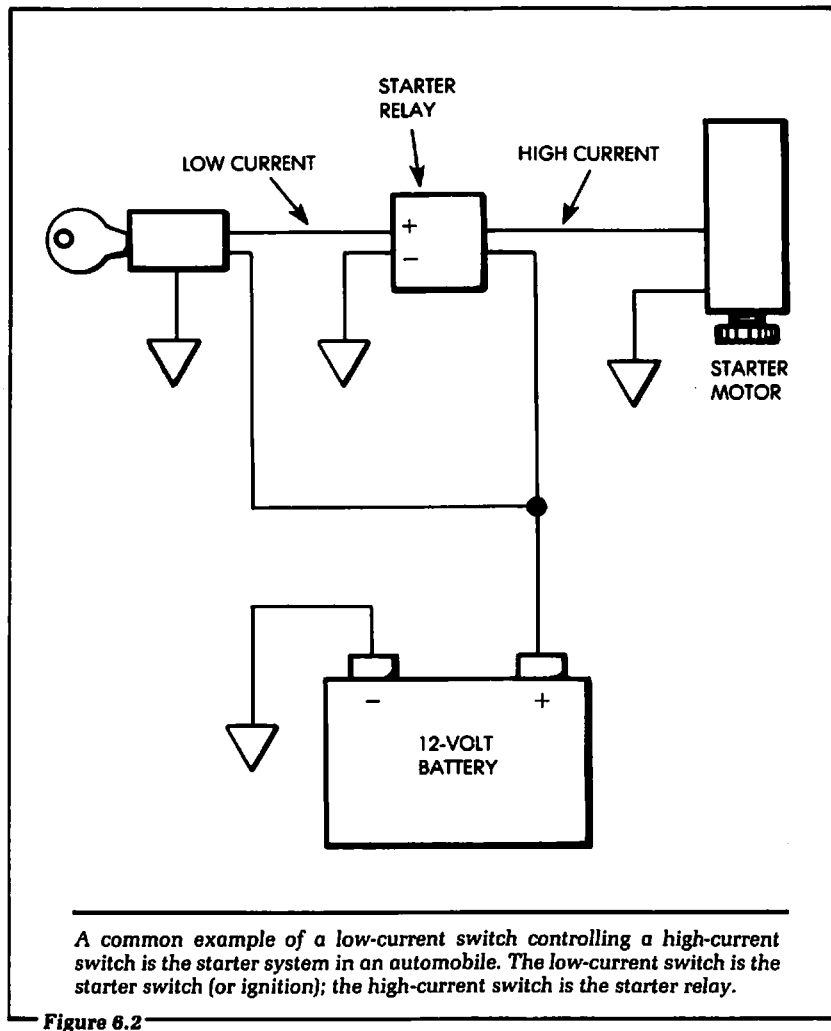 STARTER
RELAY
LOW CURRENT
HIGH CURRENT
+
−
STARTER
MOTOR
− +
12-VOLT
BATTERY
A common example of a low-current switch controlling a high-current
switch is the starter system in an automobile. The low-current switch is the
starter switch (or ignition); the high-current switch is the starter relay.
Figure 6.2